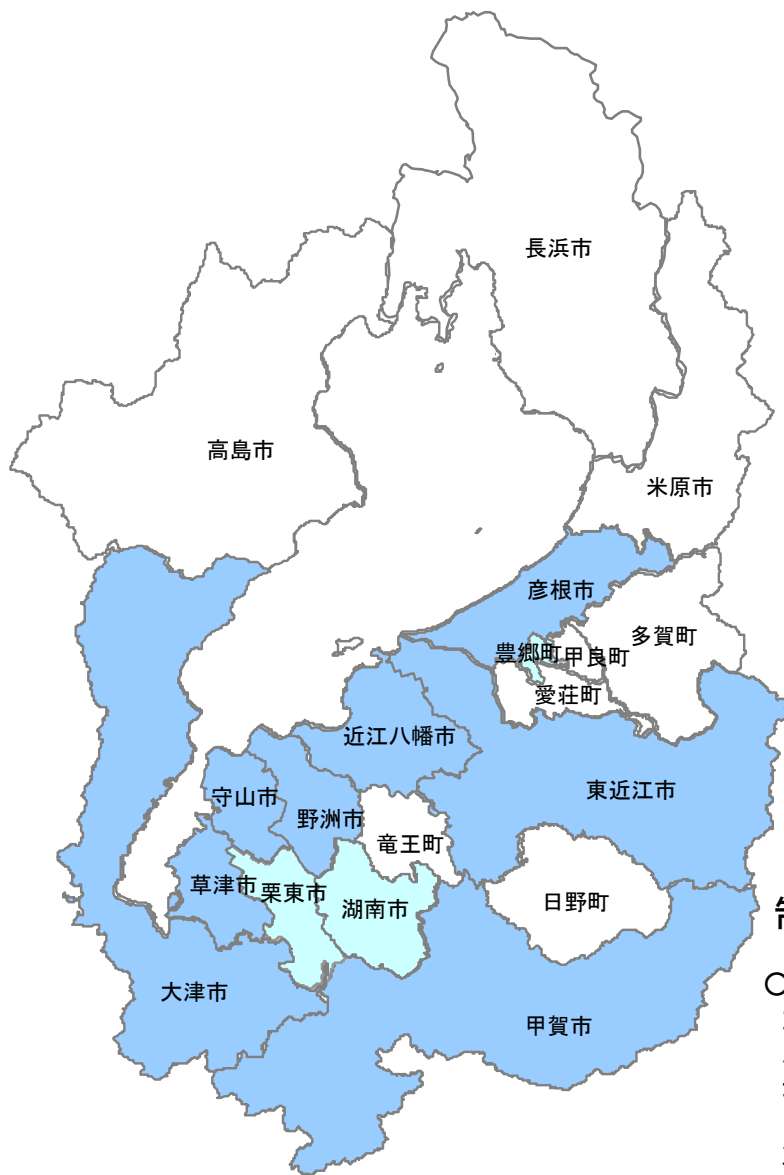 長浜市
高島市
米原市
彦根市
多賀町
豊郷町
甲良町
愛荘町
近江八幡市
東近江市
守山市
野洲市
竜王町
草津市
栗東市
湖南市
日野町
大津市
甲賀市
○